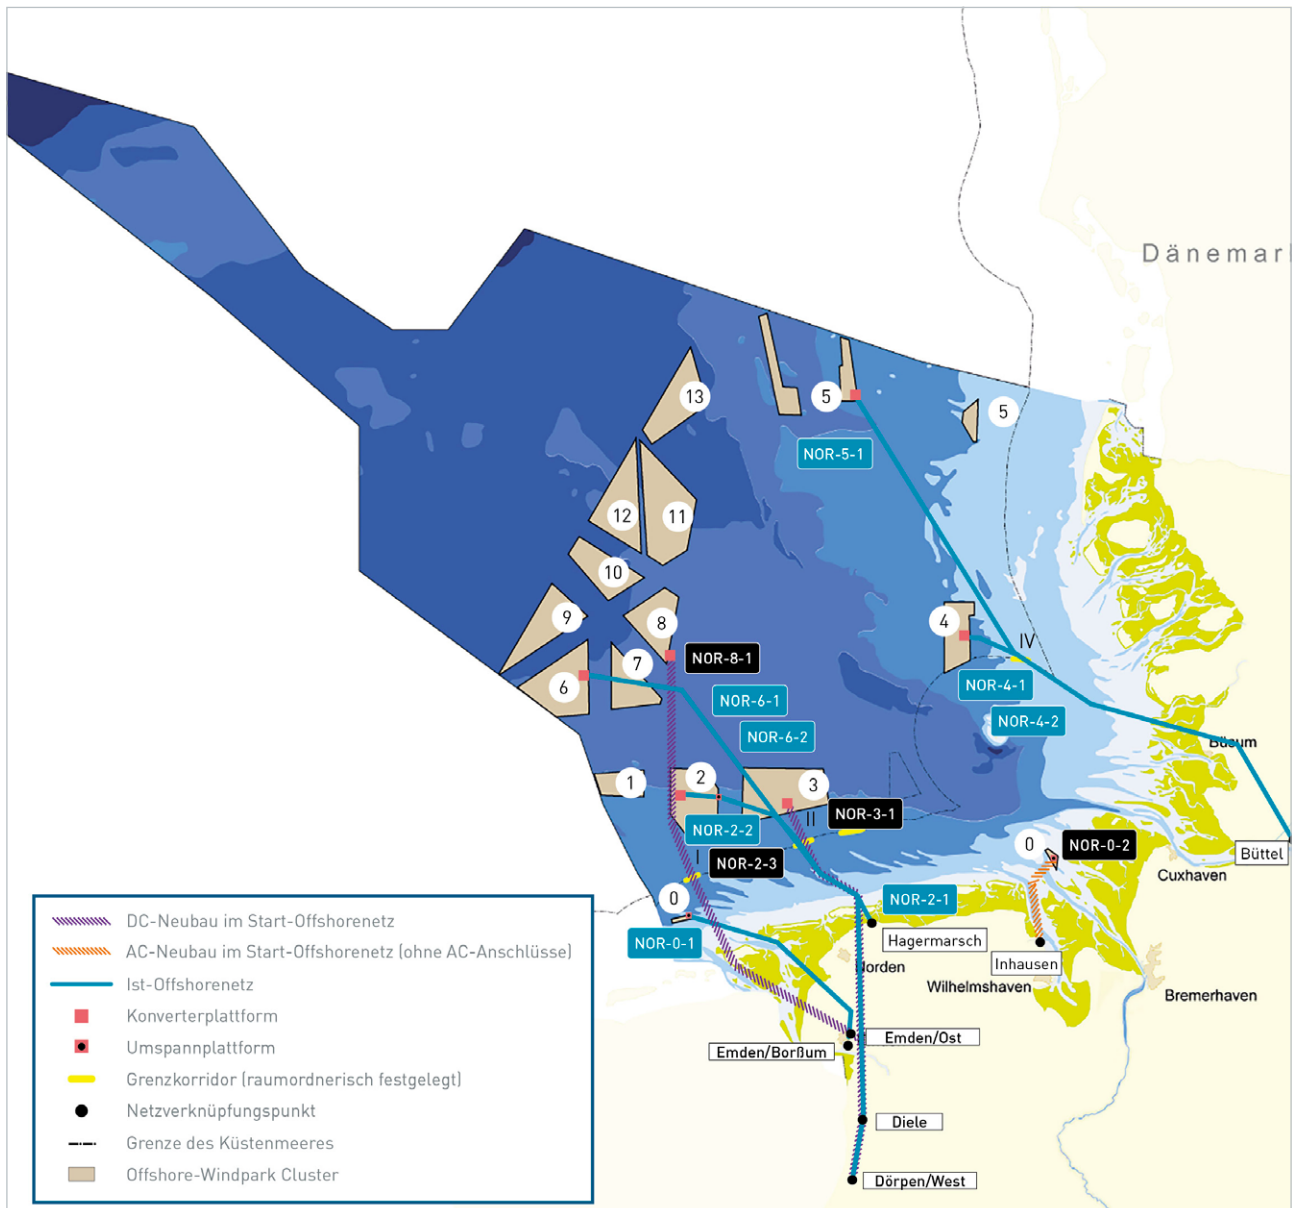 Dänemar
13
5
5
NOR-5-1
12
11
10
9
8
4
7
NOR-8-1
IV
6
NOR-4-1
NOR-6-1
NOR-4-2
NOR-6-2
Büsum
1
2
3
NOR-3-1
II
NOR-2-2
0
NOR-0-2
I
NOR-2-3
Büttel
Cuxhaven
0
NOR-2-1
NOR-0-1
Hagermarsch
Norden
Inhausen
Wilhelmshaven
Bremerhaven
Emden/Ost
Emden/Borßum
Diele
Dörpen/West
DC-Neubau im Start-Offshorenetz
AC-Neubau im Start-Offshorenetz (ohne AC-Anschlüsse)
Ist-Offshorenetz
Konverterplattform
Umspannplattform
Grenzkorridor (raumordnerisch festgelegt)
Netzverknüpfungspunkt
Grenze des Küstenmeeres
Offshore-Windpark Cluster